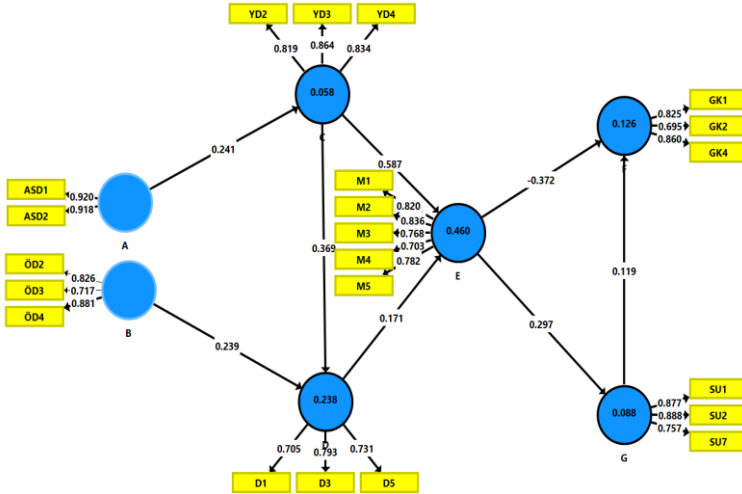 YD2 YD3 YD4
0.819 0.864 0.834
0.058
C
0.241
ASD1 0.920
ASD2 0.918
A
ÖD2 0.826
ÖD3 0.717
ÖD4 0.881
B
0.239
0.369
0.587
M1 0.820
M2 0.836
M3 0.768
M4 0.703
M5 0.782
0.460
E
0.171
-0.372
0.297
0.126
F
0.825 GK1
0.695 GK2
0.860 GK4
0.119
0.088
G
0.877 SU1
0.888 SU2
0.757 SU7
0.238
D
0.705 0.793 0.731
D1 D3 D5